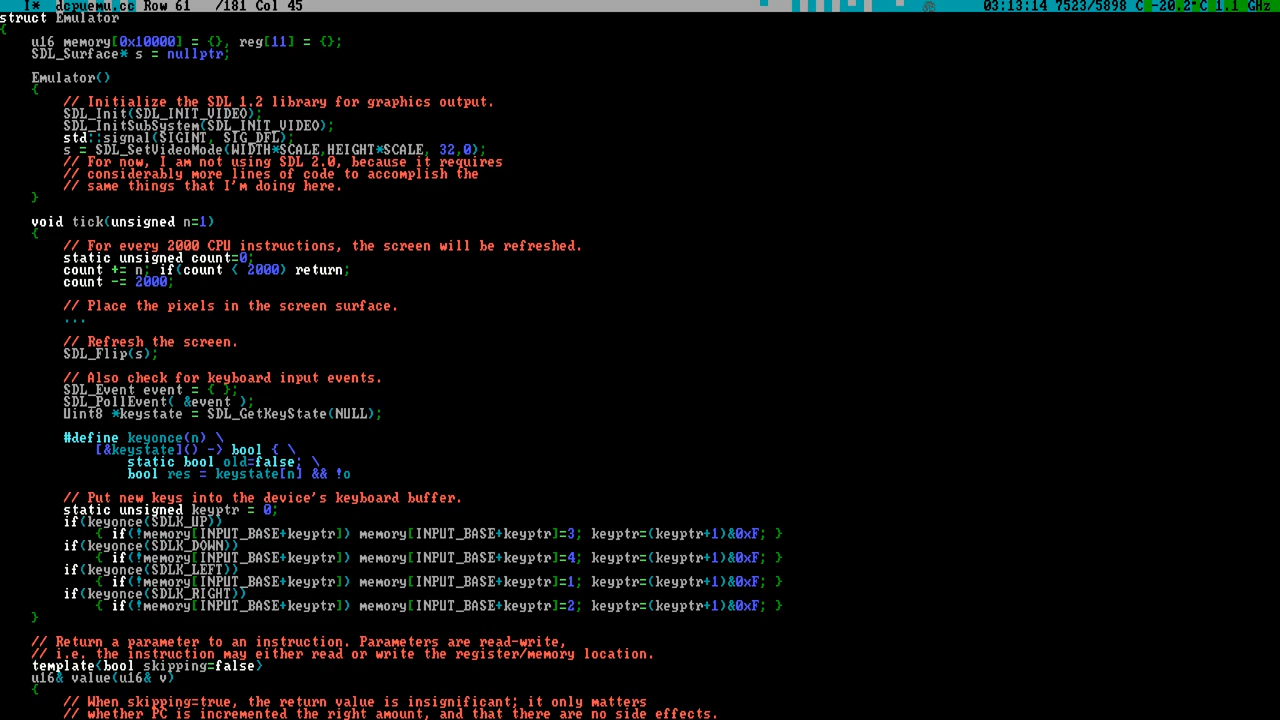 I* dcpuemu.cc Row 61 /181 Col 45 03:13:14 7523/5898 C -20.2°C 1.1 GHz
struct Emulator
{
    u16 memory[0x10000] = {}, reg[11] = {};
    SDL_Surface* s = nullptr;

    Emulator()
    {
        // Initialize the SDL 1.2 library for graphics output.
        SDL_Init(SDL_INIT_VIDEO);
        SDL_InitSubSystem(SDL_INIT_VIDEO);
        std::signal(SIGINT, SIG_DFL);
        s = SDL_SetVideoMode(WIDTH*SCALE,HEIGHT*SCALE, 32,0);
        // For now, I am not using SDL 2.0, because it requires
        // considerably more lines of code to accomplish the
        // same things that I'm doing here.
    }

    void tick(unsigned n=1)
    {
        // For every 2000 CPU instructions, the screen will be refreshed.
        static unsigned count=0;
        count += n; if(count < 2000) return;
        count -= 2000;

        // Place the pixels in the screen surface.
        ...

        // Refresh the screen.
        SDL_Flip(s);

        // Also check for keyboard input events.
        SDL_Event event = { };
        SDL_PollEvent( &event );
        Uint8 *keystate = SDL_GetKeyState(NULL);

        #define keyonce(n) \
            [&keystate]() -> bool { \
                static bool old=false; \
                bool res = keystate[n] && !o

        // Put new keys into the device's keyboard buffer.
        static unsigned keyptr = 0;
        if(keyonce(SDLK_UP))
            { if(!memory[INPUT_BASE+keyptr]) memory[INPUT_BASE+keyptr]=3; keyptr=(keyptr+1)&0xF; }
        if(keyonce(SDLK_DOWN))
            { if(!memory[INPUT_BASE+keyptr]) memory[INPUT_BASE+keyptr]=4; keyptr=(keyptr+1)&0xF; }
        if(keyonce(SDLK_LEFT))
            { if(!memory[INPUT_BASE+keyptr]) memory[INPUT_BASE+keyptr]=1; keyptr=(keyptr+1)&0xF; }
        if(keyonce(SDLK_RIGHT))
            { if(!memory[INPUT_BASE+keyptr]) memory[INPUT_BASE+keyptr]=2; keyptr=(keyptr+1)&0xF; }
    }

    // Return a parameter to an instruction. Parameters are read-write,
    // i.e. the instruction may either read or write the register/memory location.
    template<bool skipping=false>
    u16& value(u16& v)
    {
        // When skipping=true, the return value is insignificant; it only matters
        // whether PC is incremented the right amount, and that there are no side effects.